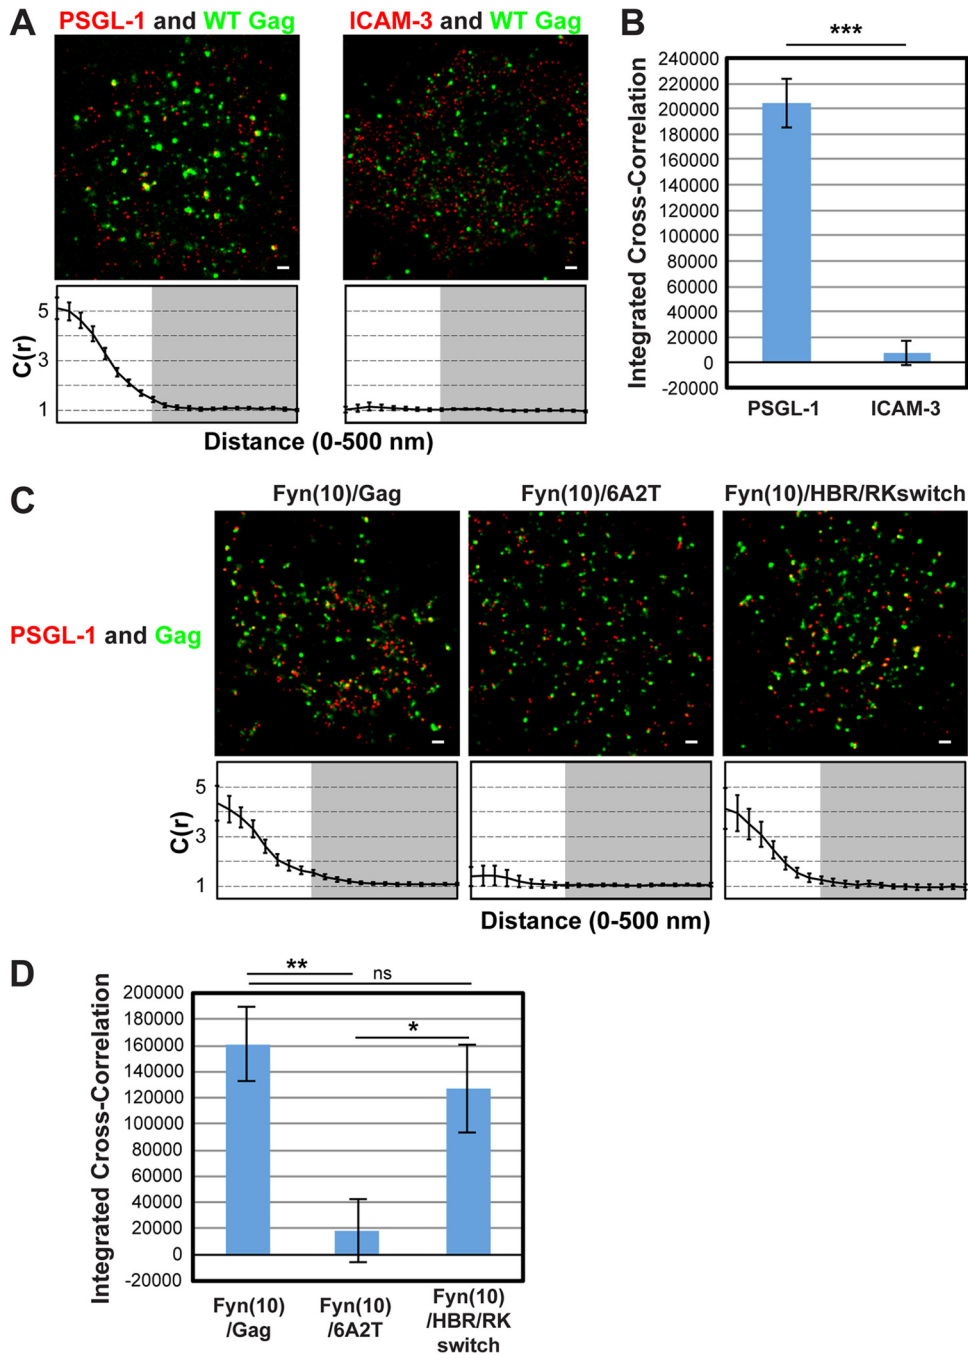 A
PSGL-1 and WT Gag
ICAM-3 and WT Gag
C(r)
5
3
1
Distance (0-500 nm)
B
***
Integrated Cross-Correlation
240000
220000
200000
180000
160000
140000
120000
100000
80000
60000
40000
20000
0
-20000
PSGL-1
ICAM-3
C
Fyn(10)/Gag
Fyn(10)/6A2T
Fyn(10)/HBR/RKswitch
PSGL-1 and Gag
C(r)
5
3
1
Distance (0-500 nm)
D
**
ns
*
Integrated Cross-Correlation
200000
180000
160000
140000
120000
100000
80000
60000
40000
20000
0
-20000
Fyn(10)
/Gag
Fyn(10)
/6A2T
Fyn(10)
/HBR/RK
switch